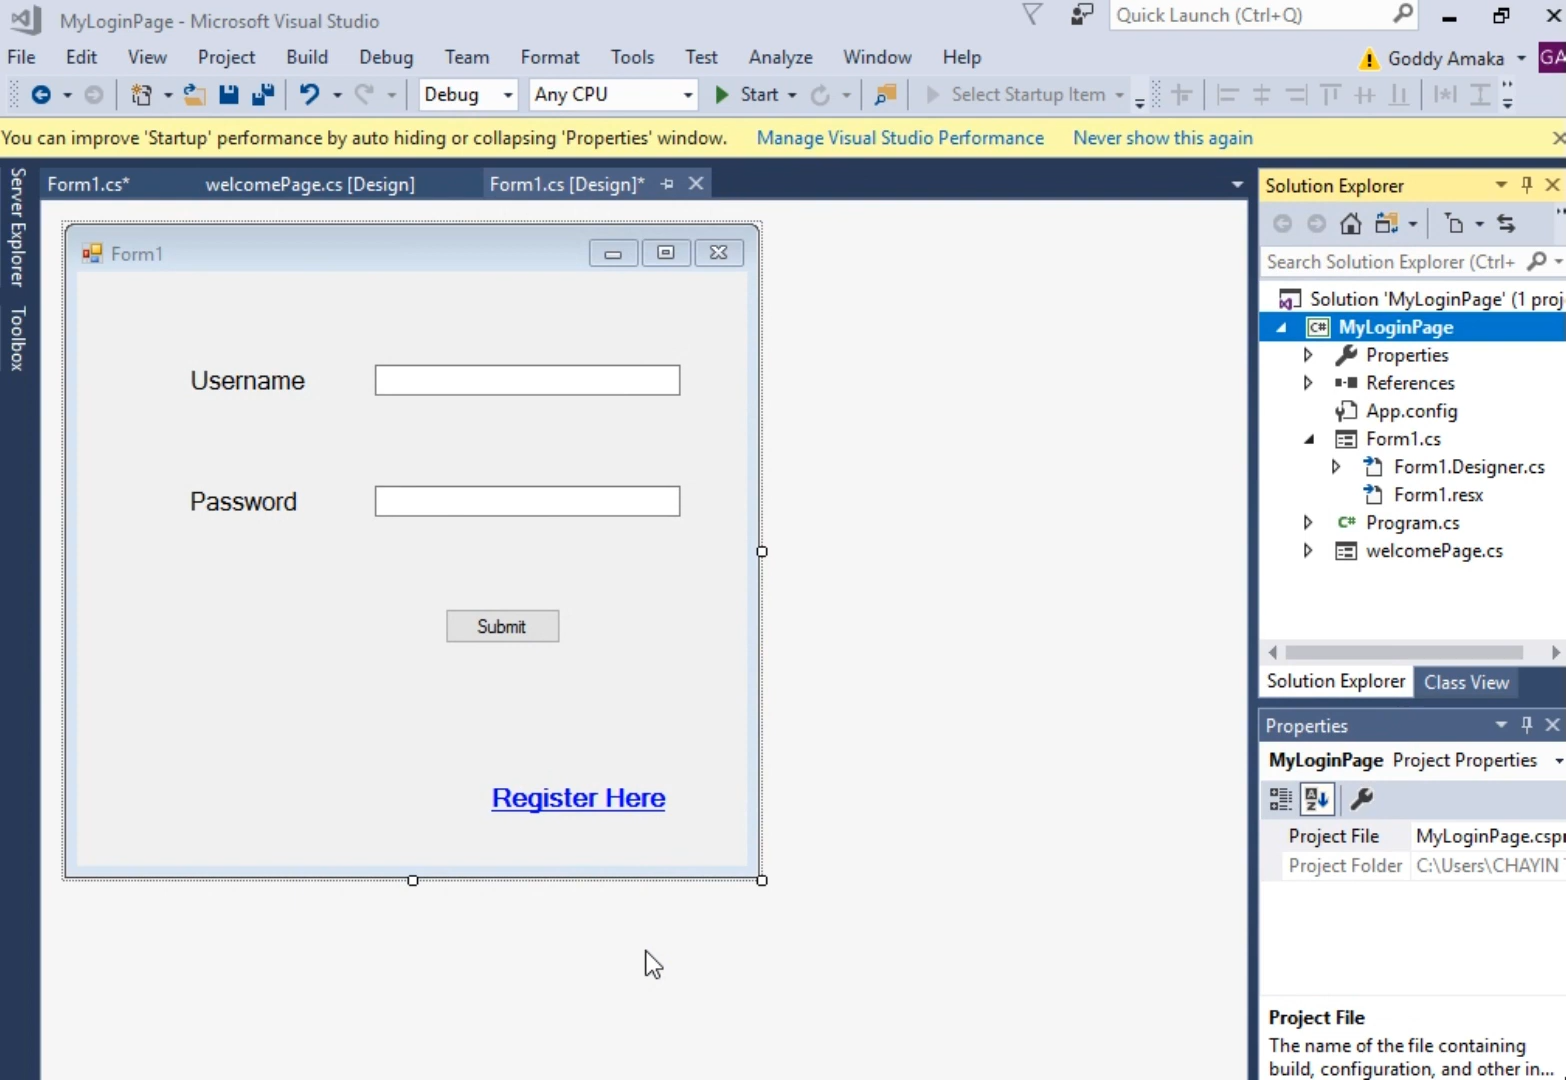 MyLoginPage - Microsoft Visual Studio
Quick Launch (Ctrl+Q)
File Edit View Project Build Debug Team Format Tools Test Analyze Window Help
Goddy Amaka
GA
Debug Any CPU Start Select Startup Item
You can improve 'Startup' performance by auto hiding or collapsing 'Properties' window. Manage Visual Studio Performance Never show this again
Server Explorer
Toolbox
Form1.cs* welcomePage.cs [Design] Form1.cs [Design]*
Form1
Username
Password
Submit
Register Here
Solution Explorer
Search Solution Explorer (Ctrl+
Solution 'MyLoginPage' (1 proj
C# MyLoginPage
Properties
References
App.config
Form1.cs
Form1.Designer.cs
Form1.resx
C# Program.cs
welcomePage.cs
Solution Explorer Class View
Properties
MyLoginPage Project Properties
Project File MyLoginPage.cspr
Project Folder C:\Users\CHAYIN
Project File
The name of the file containing
build, configuration, and other in...